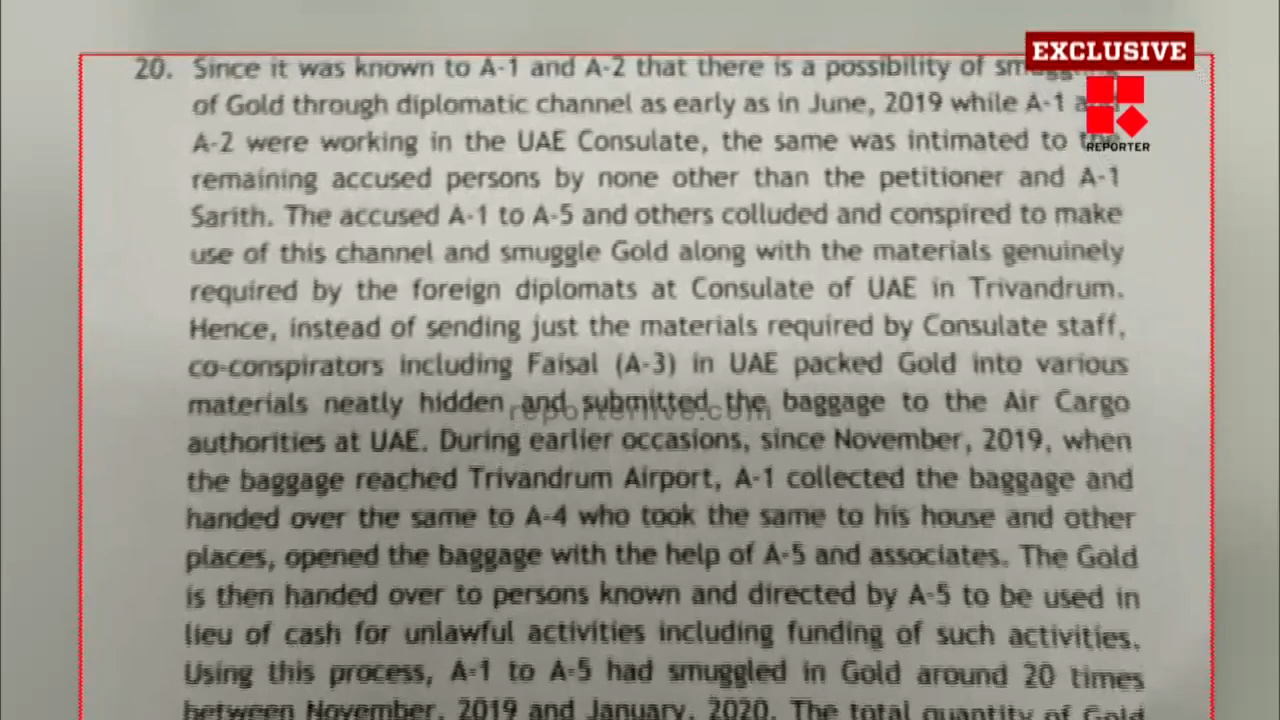 EXCLUSIVE
REPORTER
20. Since it was known to A-1 and A-2 that there is a possibility of
of Gold through diplomatic channel as early as in June, 2019 while A-1
A-2 were working in the UAE Consulate, the same was intimated to the
remaining accused persons by none other than the petitioner and A-1
Sarith. The accused A-1 to A-5 and others colluded and conspired to make
use of this channel and smuggle Gold along with the materials genuinely
required by the foreign diplomats at Consulate of UAE in Trivandrum.
Hence, instead of sending just the materials required by Consulate staff,
co-conspirators including Faisal (A-3) in UAE packed Gold into various
materials neatly hidden and submitted the baggage to the Air Cargo
reporterlive.com
authorities at UAE. During earlier occasions, since November, 2019, when
the baggage reached Trivandrum Airport, A-1 collected the baggage and
handed over the same to A-4 who took the same to his house and other
places, opened the baggage with the help of A-5 and associates. The Gold
is then handed over to persons known and directed by A-5 to be used in
lieu of cash for unlawful activities including funding of such activities.
Using this process, A-1 to A-5 had smuggled in Gold around 20 times
between November, 2019 and January, 2020. The total quantity of Gold